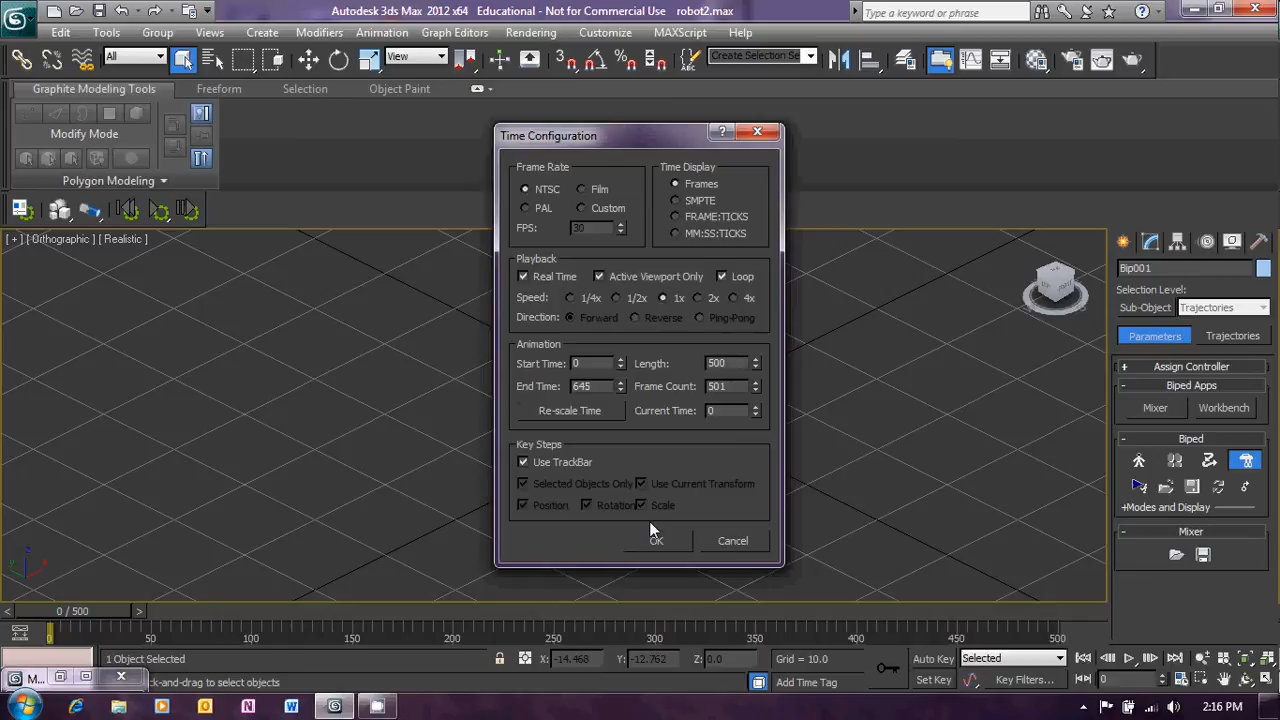 Autodesk 3ds Max 2012 x64 Educational - Not for Commercial Use robot2.max
Type a keyword or phrase
Edit Tools Group Views Create Modifiers Animation Graph Editors Rendering Customize MAXScript Help
All View Create Selection Se
Graphite Modeling Tools Freeform Selection Object Paint
Modify Mode
Polygon Modeling
[ + ] [ Orthographic ] [ Realistic ]
Time Configuration
Frame Rate
NTSC Film
PAL Custom
FPS: 30
Time Display
Frames
SMPTE
FRAME:TICKS
MM:SS:TICKS
Playback
Real Time Active Viewport Only Loop
Speed: 1/4x 1/2x 1x 2x 4x
Direction: Forward Reverse Ping-Pong
Animation
Start Time: 0 Length: 500
End Time: 645 Frame Count: 501
Re-scale Time Current Time: 0
Key Steps
Use TrackBar
Selected Objects Only Use Current Transform
Position Rotation Scale
OK Cancel
Bip001
Selection Level:
Sub-Object Trajectories
Parameters Trajectories
+ Assign Controller
- Biped Apps
Mixer Workbench
- Biped
+Modes and Display
- Mixer
z
y
x
< 0 / 500 >
0 50 100 150 200 250 300 350 400 450 500
1 Object Selected X: -14.468 Y: -12.762 Z: 0.0 Grid = 10.0 Auto Key Selected
M...
ck-and-drag to select objects Add Time Tag Set Key Key Filters... 0
2:16 PM